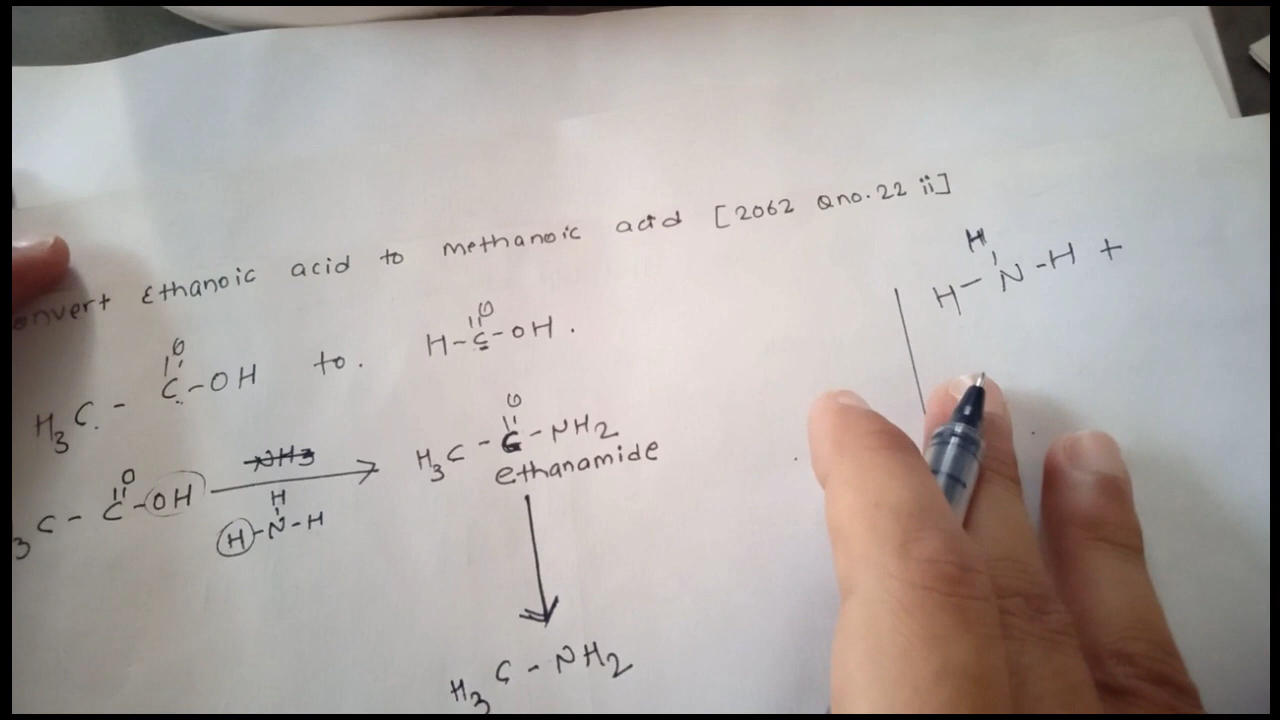 onvert Ethanoic acid to methanoic acid [2062 Qno.22 ii]
H3C - C - OH to. H - C - OH.
O O
H - N - H +
H
3C - C - OH NH3 H3C - C - NH2
O O
H - N - H
H
ethanamide
H3C - NH2